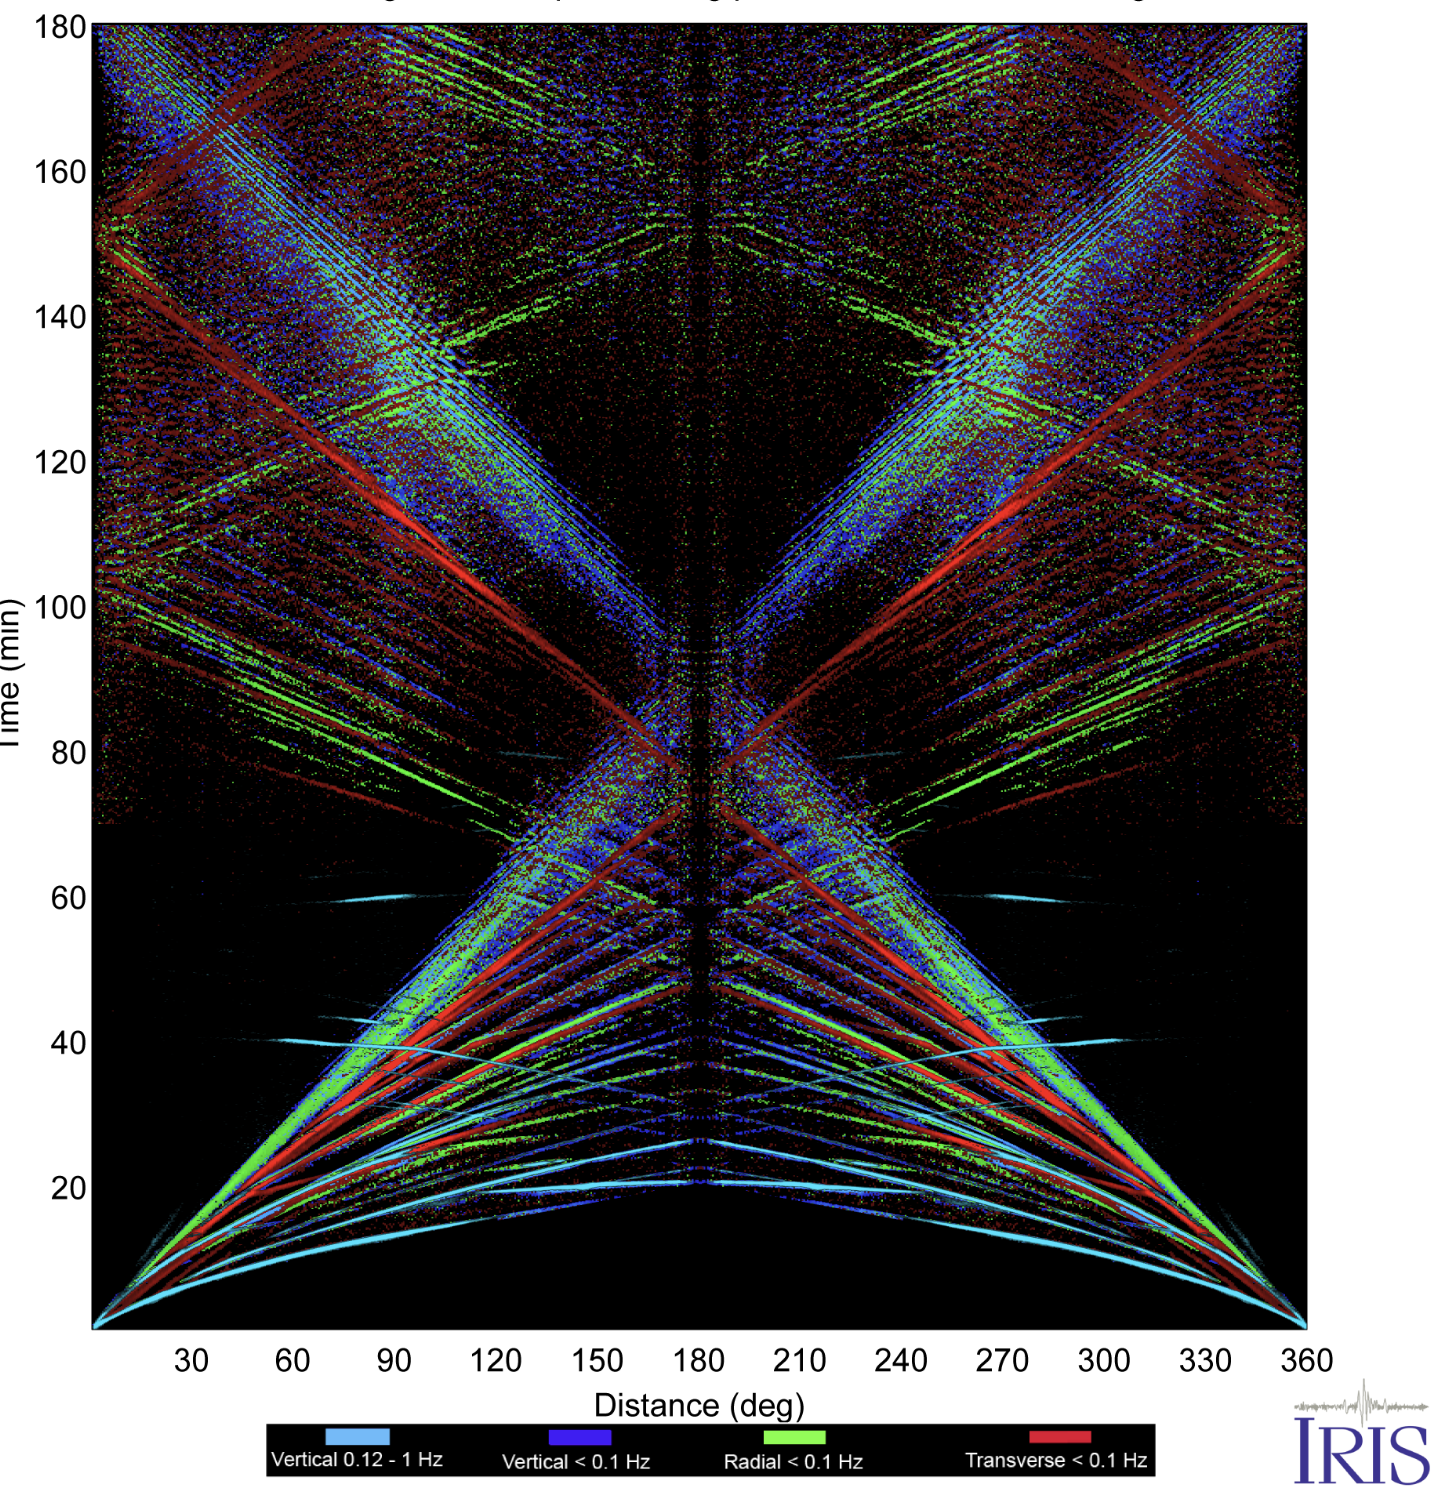 180
160
140
120
100
80
60
40
20
Time (min)
30 60 90 120 150 180 210 240 270 300 330 360
Distance (deg)
Vertical 0.12 - 1 Hz Vertical < 0.1 Hz Radial < 0.1 Hz Transverse < 0.1 Hz
IRIS